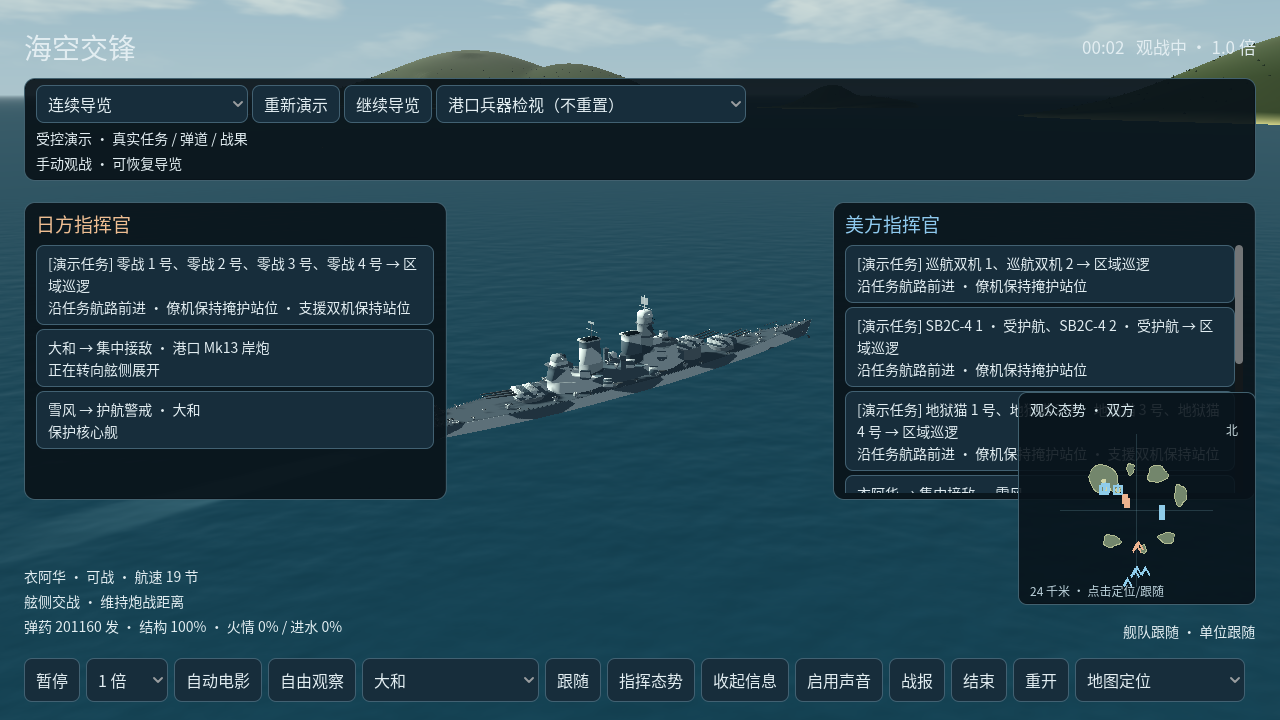 海空交锋
00:02 观战中 · 1.0 倍
连续导览
重新演示
继续导览
港口兵器检视（不重置）
受控演示 · 真实任务 / 弹道 / 战果
手动观战 · 可恢复导览
日方指挥官
[演示任务] 零战 1 号、零战 2 号、零战 3 号、零战 4 号 → 区
域巡逻
沿任务航路前进 · 僚机保持掩护站位 · 支援双机保持站位
大和 → 集中接敌 · 港口 Mk13 岸炮
正在转向舷侧展开
雪风 → 护航警戒 · 大和
保护核心舰
美方指挥官
[演示任务] 巡航双机 1、巡航双机 2 → 区域巡逻
沿任务航路前进 · 僚机保持掩护站位
[演示任务] SB2C-4 1 · 受护航、SB2C-4 2 · 受护航 → 区
域巡逻
沿任务航路前进 · 僚机保持掩护站位
[演示任务] 地狱猫 1 号、地 3 号、地狱猫
4 号 → 区域巡逻
沿任务航路前进 · 僚机保持掩护站位 · 支援双机保持站位
衣阿华 → 集中接敌 · 雪风
观众态势 · 双方
北
24 千米 · 点击定位/跟随
衣阿华 · 可战 · 航速 19 节
舷侧交战 · 维持炮战距离
弹药 201160 发 · 结构 100% · 火情 0% / 进水 0%
舰队跟随 · 单位跟随
暂停
1 倍
自动电影
自由观察
大和
跟随
指挥态势
收起信息
启用声音
战报
结束
重开
地图定位